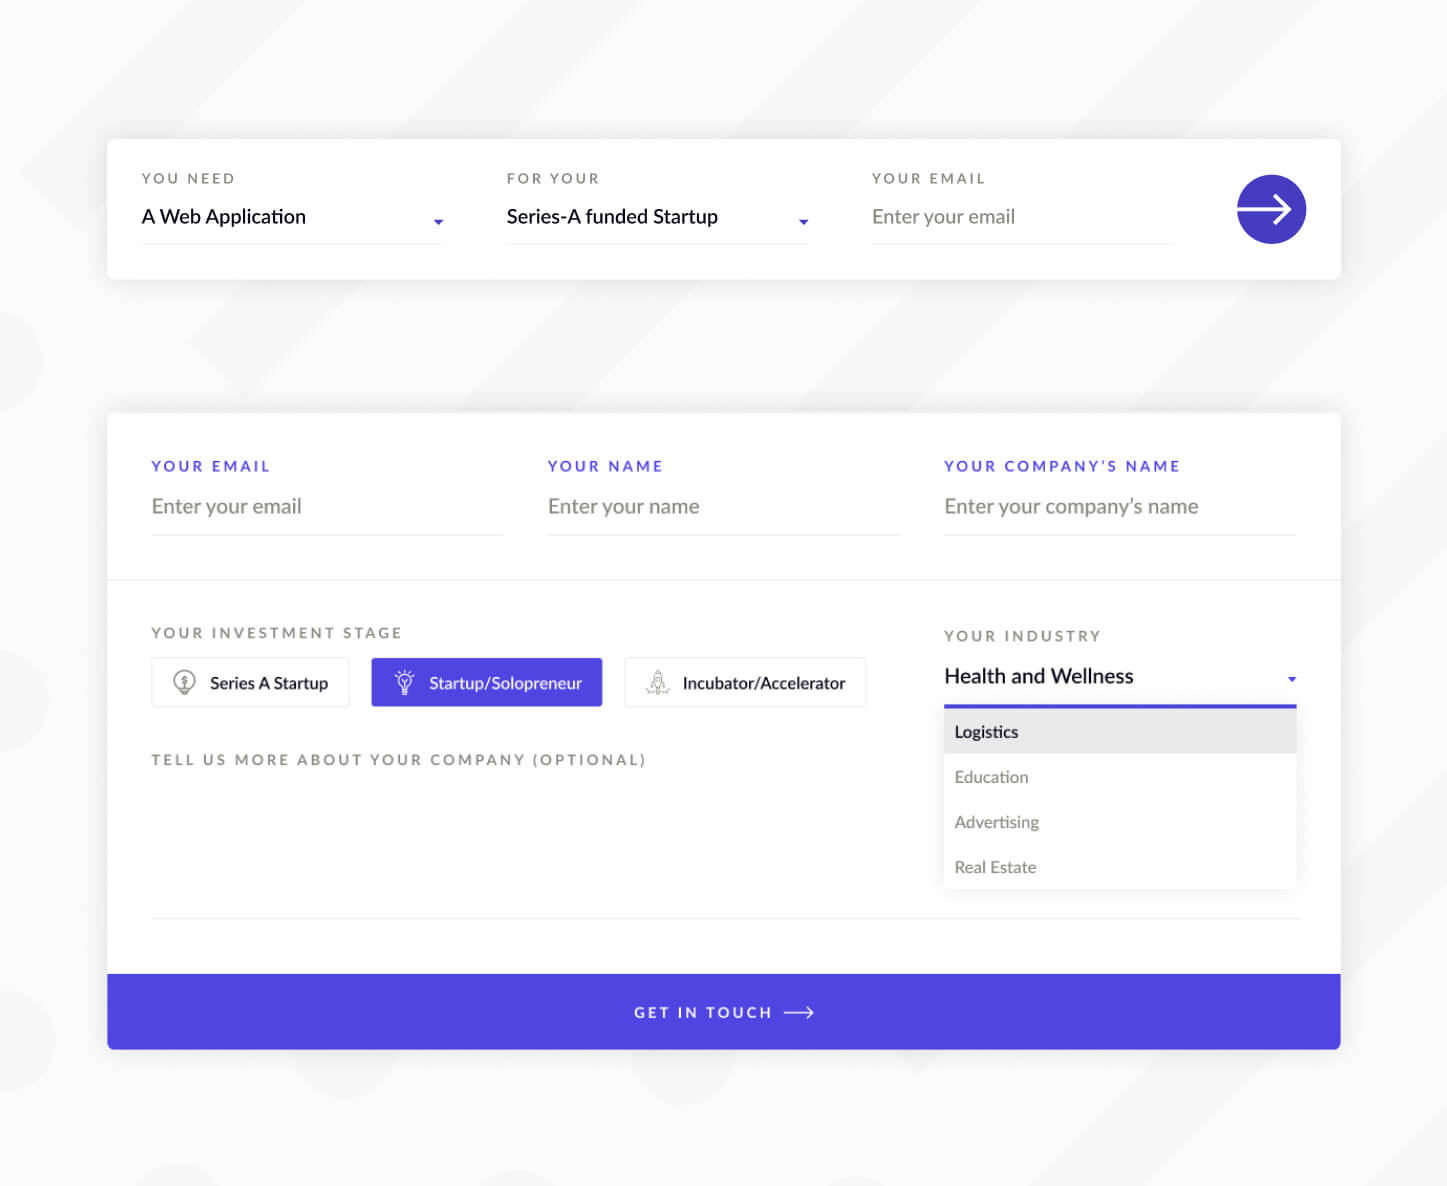 YOU NEED
FOR YOUR
YOUR EMAIL
A Web Application
Series-A funded Startup
Enter your email
YOUR EMAIL
YOUR NAME
YOUR COMPANY’S NAME
Enter your email
Enter your name
Enter your company’s name
YOUR INVESTMENT STAGE
Series A Startup
Startup/Solopreneur
Incubator/Accelerator
YOUR INDUSTRY
Health and Wellness
Logistics
Education
Advertising
Real Estate
TELL US MORE ABOUT YOUR COMPANY (OPTIONAL)
GET IN TOUCH